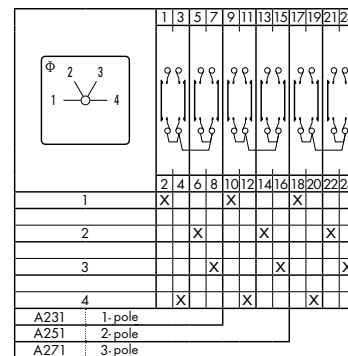 1 3 5 7 9 11 13 15 17 19 21
Φ
2 3
1 4
2 4 6 8 10 12 14 16 18 20 22
1 X X X
2 X X X
3 X X X
4 X X X
A231 1-pole
A251 2-pole
A271 3-pole